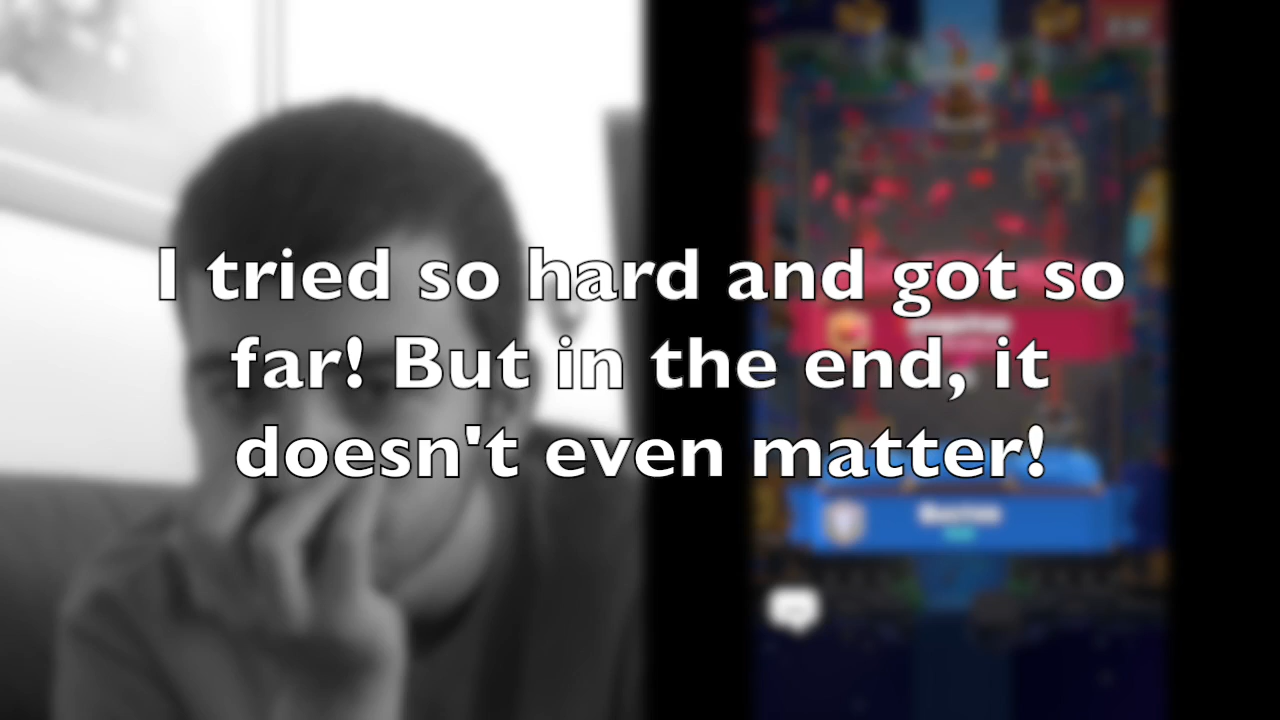 I tried so hard and got so
far! But in the end, it
doesn't even matter!